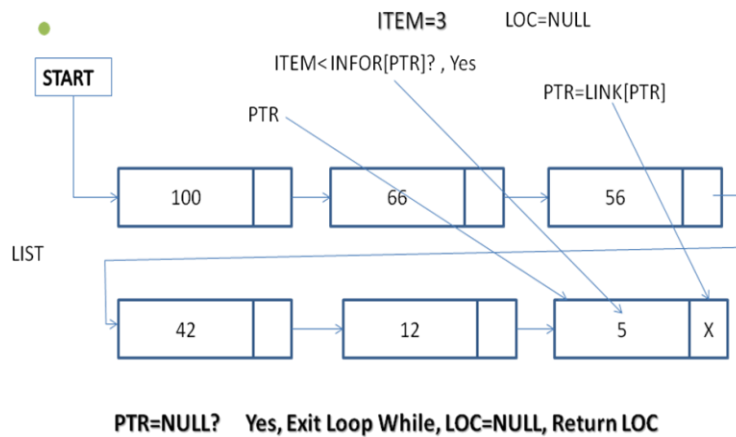 ITEM=3 LOC=NULL
ITEM<INFOR[PTR]? , Yes
START
PTR=LINK[PTR]
PTR
100 66 56
LIST
42 12 5 X
PTR=NULL? Yes, Exit Loop While, LOC=NULL, Return LOC